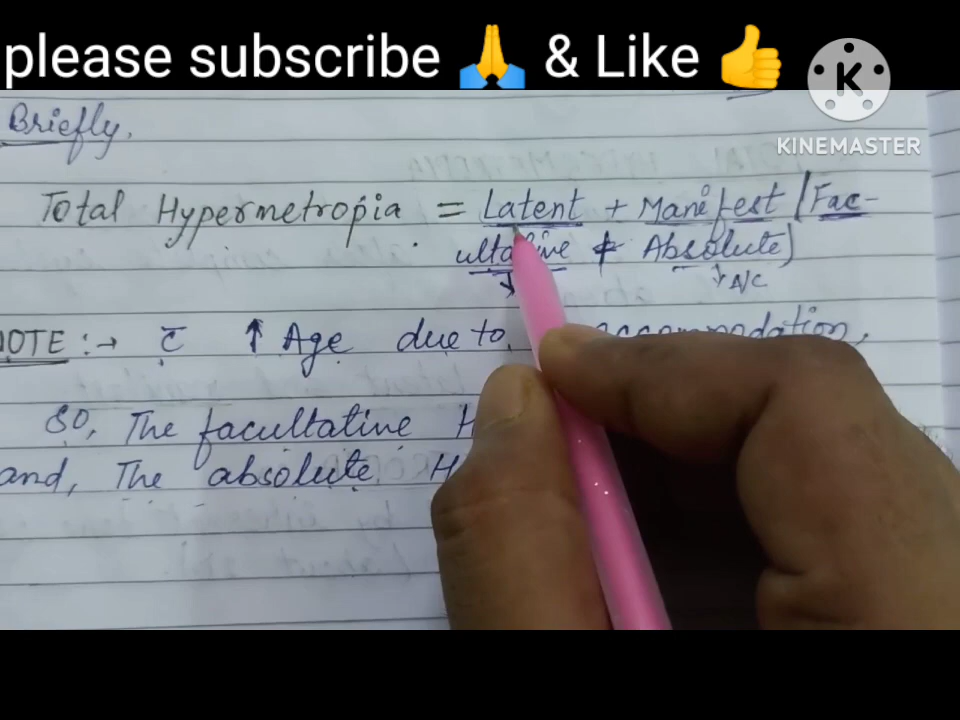 please subscribe 🙏 & Like 👍
K
KINEMASTER
Briefly,
Total Hypermetropia = Latent + Manifest (Fac-
ultative + Absolute)
↓ ↓ A/C
NOTE :→ c̅ ↑ Age due to accommodation,
SO, The facultative H
and, The absolute H